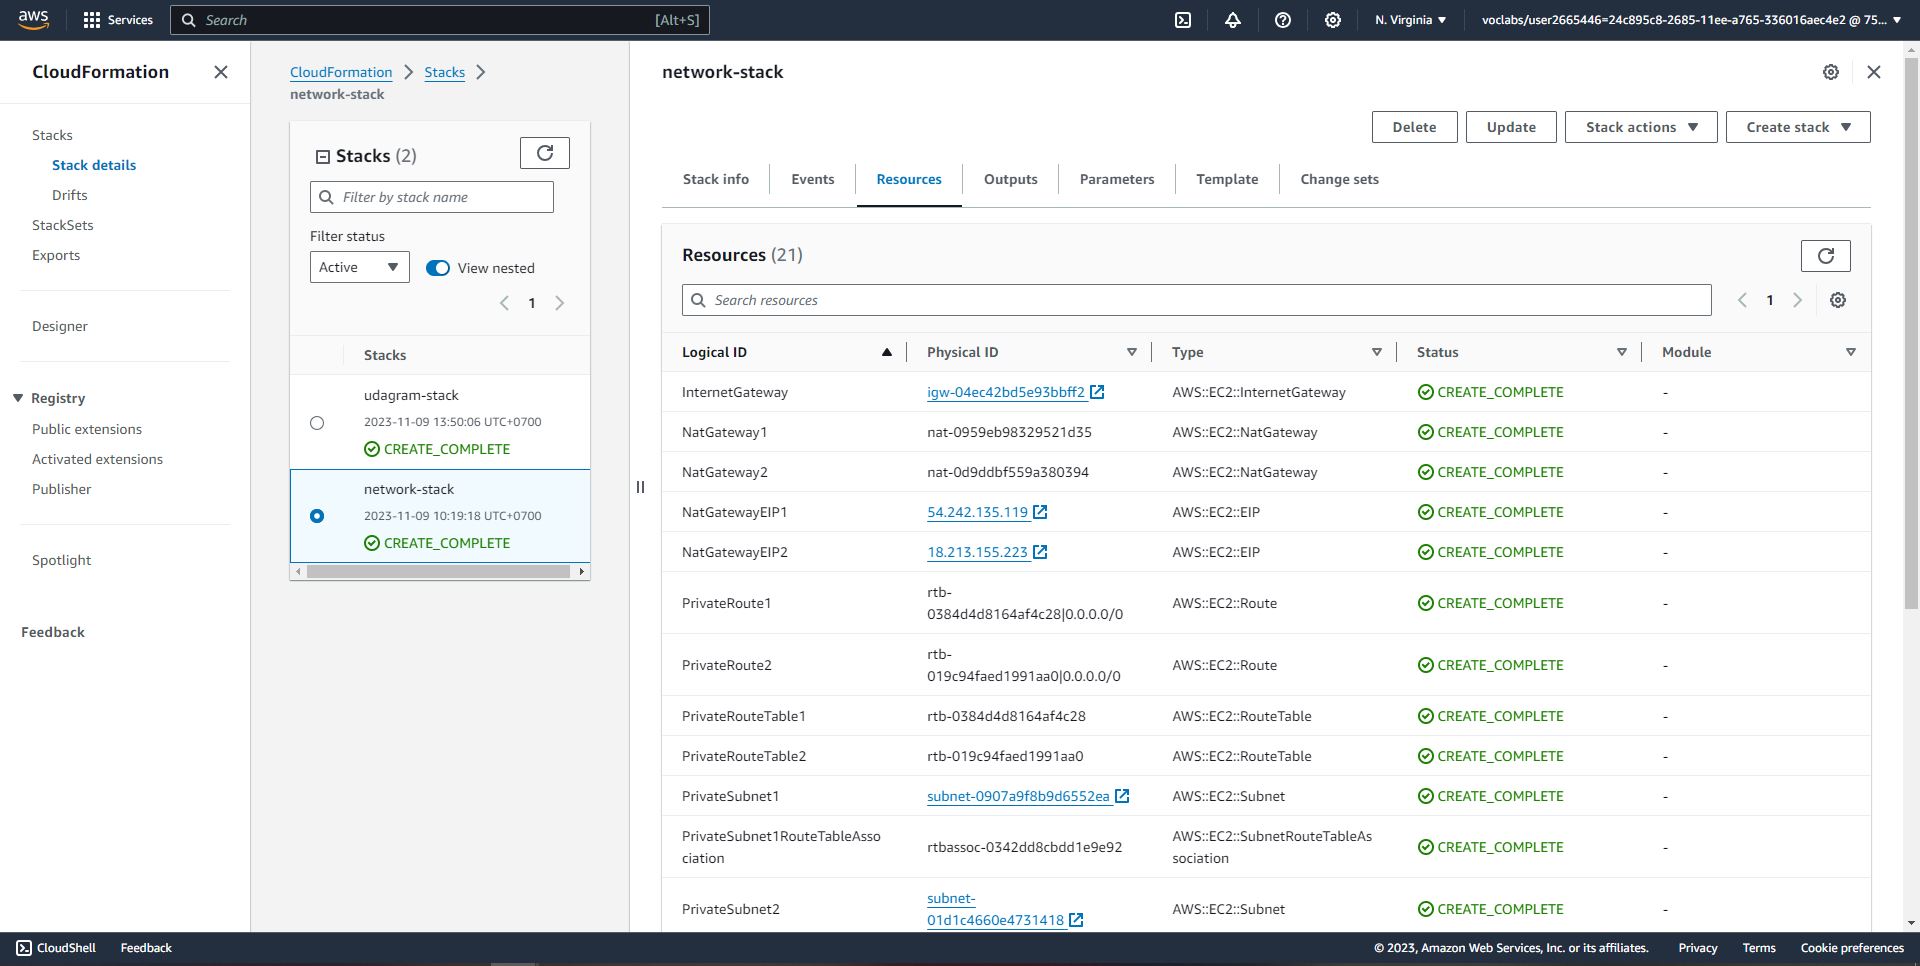 aws
Services
Search [Alt+S]
N. Virginia
voclabs/user2665446=24c895c8-2685-11ee-a765-336016aec4e2 @ 75...
CloudFormation
Stacks
Stack details
Drifts
StackSets
Exports
Designer
Registry
Public extensions
Activated extensions
Publisher
Spotlight
Feedback
CloudFormation
Stacks
network-stack
Stacks (2)
Filter by stack name
Filter status
Active
View nested
1
Stacks
udagram-stack
2023-11-09 13:50:06 UTC+0700
CREATE_COMPLETE
network-stack
2023-11-09 10:19:18 UTC+0700
CREATE_COMPLETE
network-stack
Delete Update Stack actions Create stack
Stack info Events Resources Outputs Parameters Template Change sets
Resources (21)
Search resources
1
Logical ID Physical ID Type Status Module
InternetGateway igw-04ec42bd5e93bbff2 AWS::EC2::InternetGateway CREATE_COMPLETE -
NatGateway1 nat-0959eb98329521d35 AWS::EC2::NatGateway CREATE_COMPLETE -
NatGateway2 nat-0d9ddbf559a380394 AWS::EC2::NatGateway CREATE_COMPLETE -
NatGatewayEIP1 54.242.135.119 AWS::EC2::EIP CREATE_COMPLETE -
NatGatewayEIP2 18.213.155.223 AWS::EC2::EIP CREATE_COMPLETE -
PrivateRoute1 rtb-
0384d4d8164af4c28|0.0.0.0/0 AWS::EC2::Route CREATE_COMPLETE -
PrivateRoute2 rtb-
019c94faed1991aa0|0.0.0.0/0 AWS::EC2::Route CREATE_COMPLETE -
PrivateRouteTable1 rtb-0384d4d8164af4c28 AWS::EC2::RouteTable CREATE_COMPLETE -
PrivateRouteTable2 rtb-019c94faed1991aa0 AWS::EC2::RouteTable CREATE_COMPLETE -
PrivateSubnet1 subnet-0907a9f8b9d6552ea AWS::EC2::Subnet CREATE_COMPLETE -
PrivateSubnet1RouteTableAsso
ciation rtbassoc-0342dd8cbdd1e9e92 AWS::EC2::SubnetRouteTableAs
sociation CREATE_COMPLETE -
PrivateSubnet2 subnet-
01d1c4660e4731418 AWS::EC2::Subnet CREATE_COMPLETE -
CloudShell Feedback
© 2023, Amazon Web Services, Inc. or its affiliates. Privacy Terms Cookie preferences